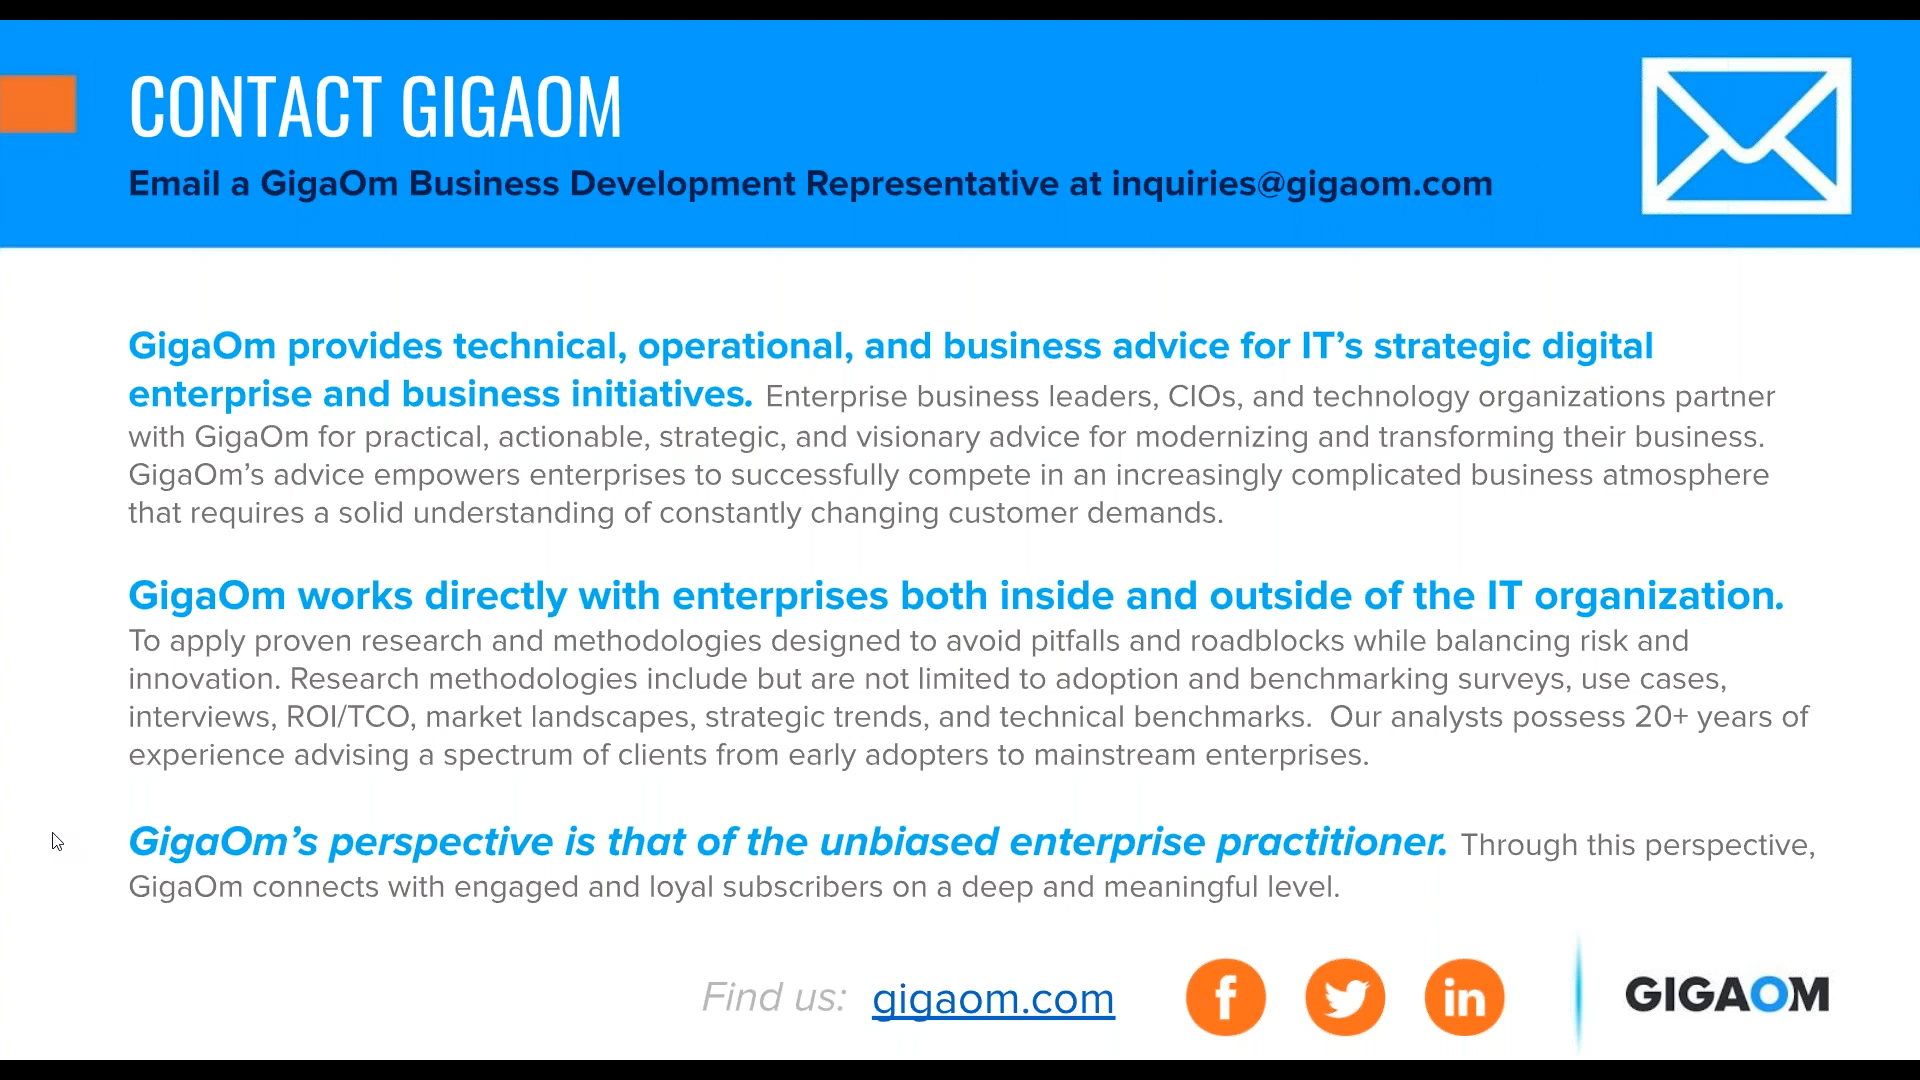 CONTACT GIGAOM
Email a GigaOm Business Development Representative at inquiries@gigaom.com
GigaOm provides technical, operational, and business advice for IT’s strategic digital
enterprise and business initiatives. Enterprise business leaders, CIOs, and technology organizations partner
with GigaOm for practical, actionable, strategic, and visionary advice for modernizing and transforming their business.
GigaOm’s advice empowers enterprises to successfully compete in an increasingly complicated business atmosphere
that requires a solid understanding of constantly changing customer demands.
GigaOm works directly with enterprises both inside and outside of the IT organization.
To apply proven research and methodologies designed to avoid pitfalls and roadblocks while balancing risk and
innovation. Research methodologies include but are not limited to adoption and benchmarking surveys, use cases,
interviews, ROI/TCO, market landscapes, strategic trends, and technical benchmarks.  Our analysts possess 20+ years of
experience advising a spectrum of clients from early adopters to mainstream enterprises.
GigaOm’s perspective is that of the unbiased enterprise practitioner. Through this perspective,
GigaOm connects with engaged and loyal subscribers on a deep and meaningful level.
Find us: gigaom.com f in GIGAOM